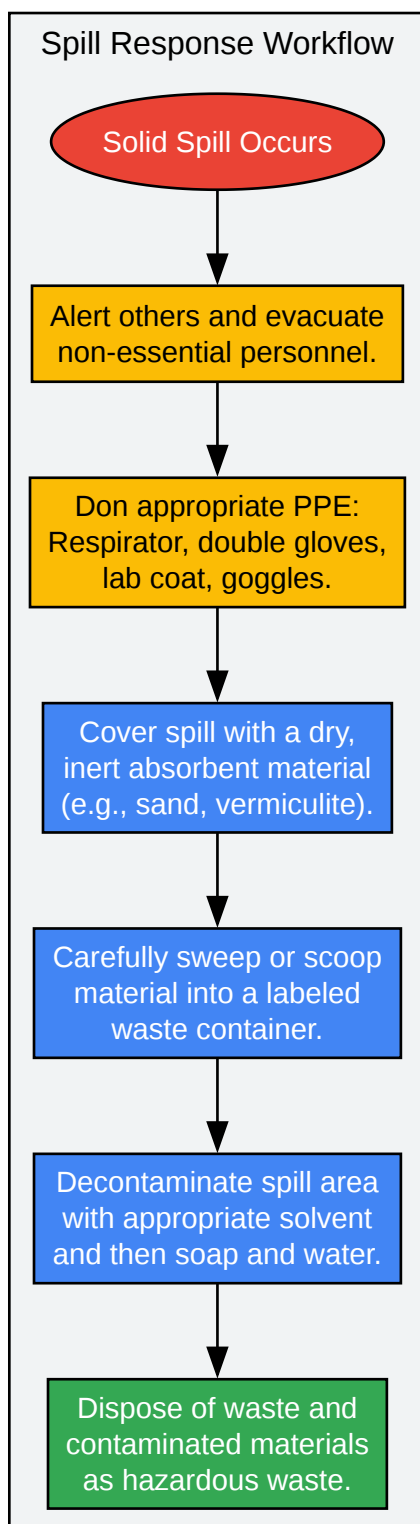 Spill Response Workflow
Solid Spill Occurs
Alert others and evacuate
non-essential personnel.
Don appropriate PPE:
Respirator, double gloves,
lab coat, goggles.
Cover spill with a dry,
inert absorbent material
(e.g., sand, vermiculite).
Carefully sweep or scoop
material into a labeled
waste container.
Decontaminate spill area
with appropriate solvent
and then soap and water.
Dispose of waste and
contaminated materials
as hazardous waste.